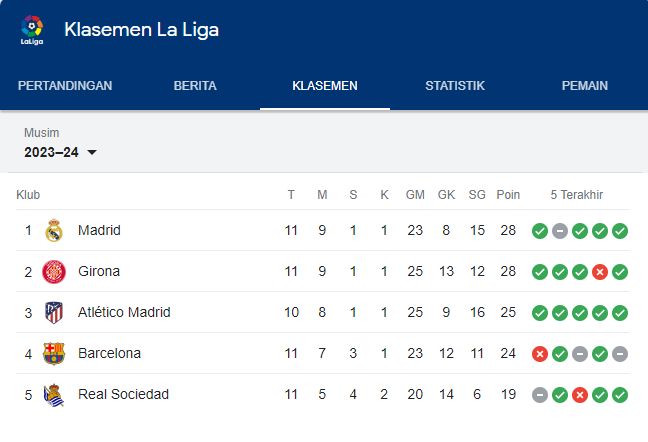 LaLiga
Klasemen La Liga
PERTANDINGAN BERITA KLASEMEN STATISTIK PEMAIN
Musim
2023–24
Klub T M S K GM GK SG Poin 5 Terakhir
1 Madrid 11 9 1 1 23 8 15 28
2 Girona 11 9 1 1 25 13 12 28
3 Atlético Madrid 10 8 1 1 25 9 16 25
4 Barcelona 11 7 3 1 23 12 11 24
5 Real Sociedad 11 5 4 2 20 14 6 19